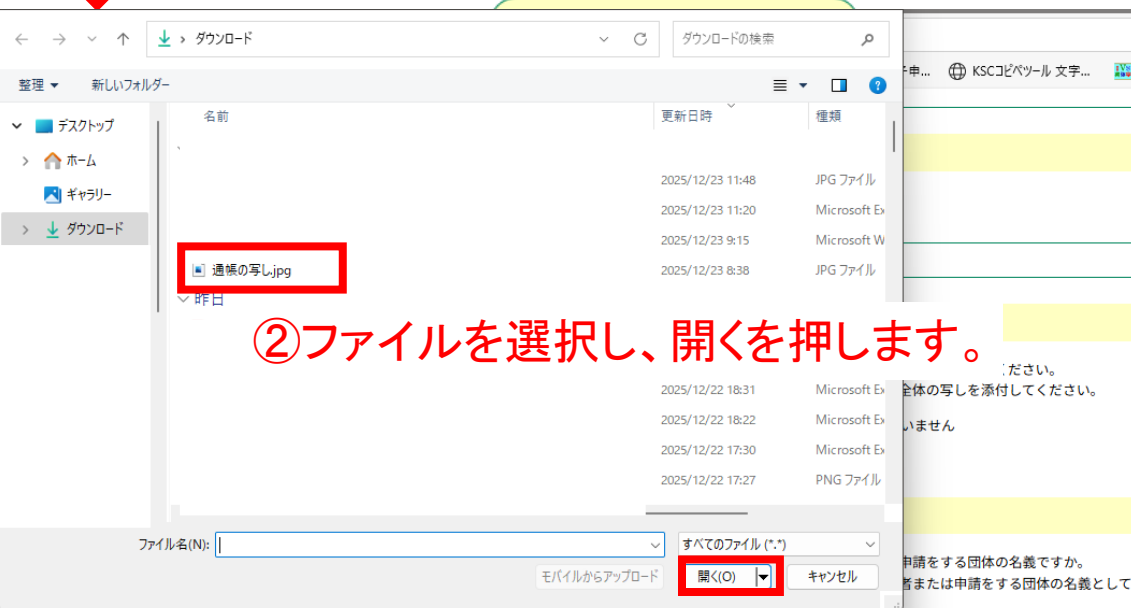 ダウンロード
ダウンロードの検索
整理
新しいフォルダー
KSCコピペツール 文字...
名前
更新日時
種類
デスクトップ
ホーム
ギャラリー
ダウンロード
2025/12/23 11:48 JPG ファイル
2025/12/23 11:20 Microsoft Ex
2025/12/23 9:15 Microsoft W
通帳の写し.jpg 2025/12/23 8:38 JPG ファイル
昨日
②ファイルを選択し、開くを押します。
ださい。
2025/12/22 18:31 Microsoft Ex
全体の写しを添付してください。
2025/12/22 18:22 Microsoft Ex
いません
2025/12/22 17:30 Microsoft Ex
2025/12/22 17:27 PNG ファイル
ファイル名(N):
すべてのファイル (*.*)
モバイルからアップロード
開く(O)
キャンセル
申請をする団体の名義ですか。
者または申請をする団体の名義として